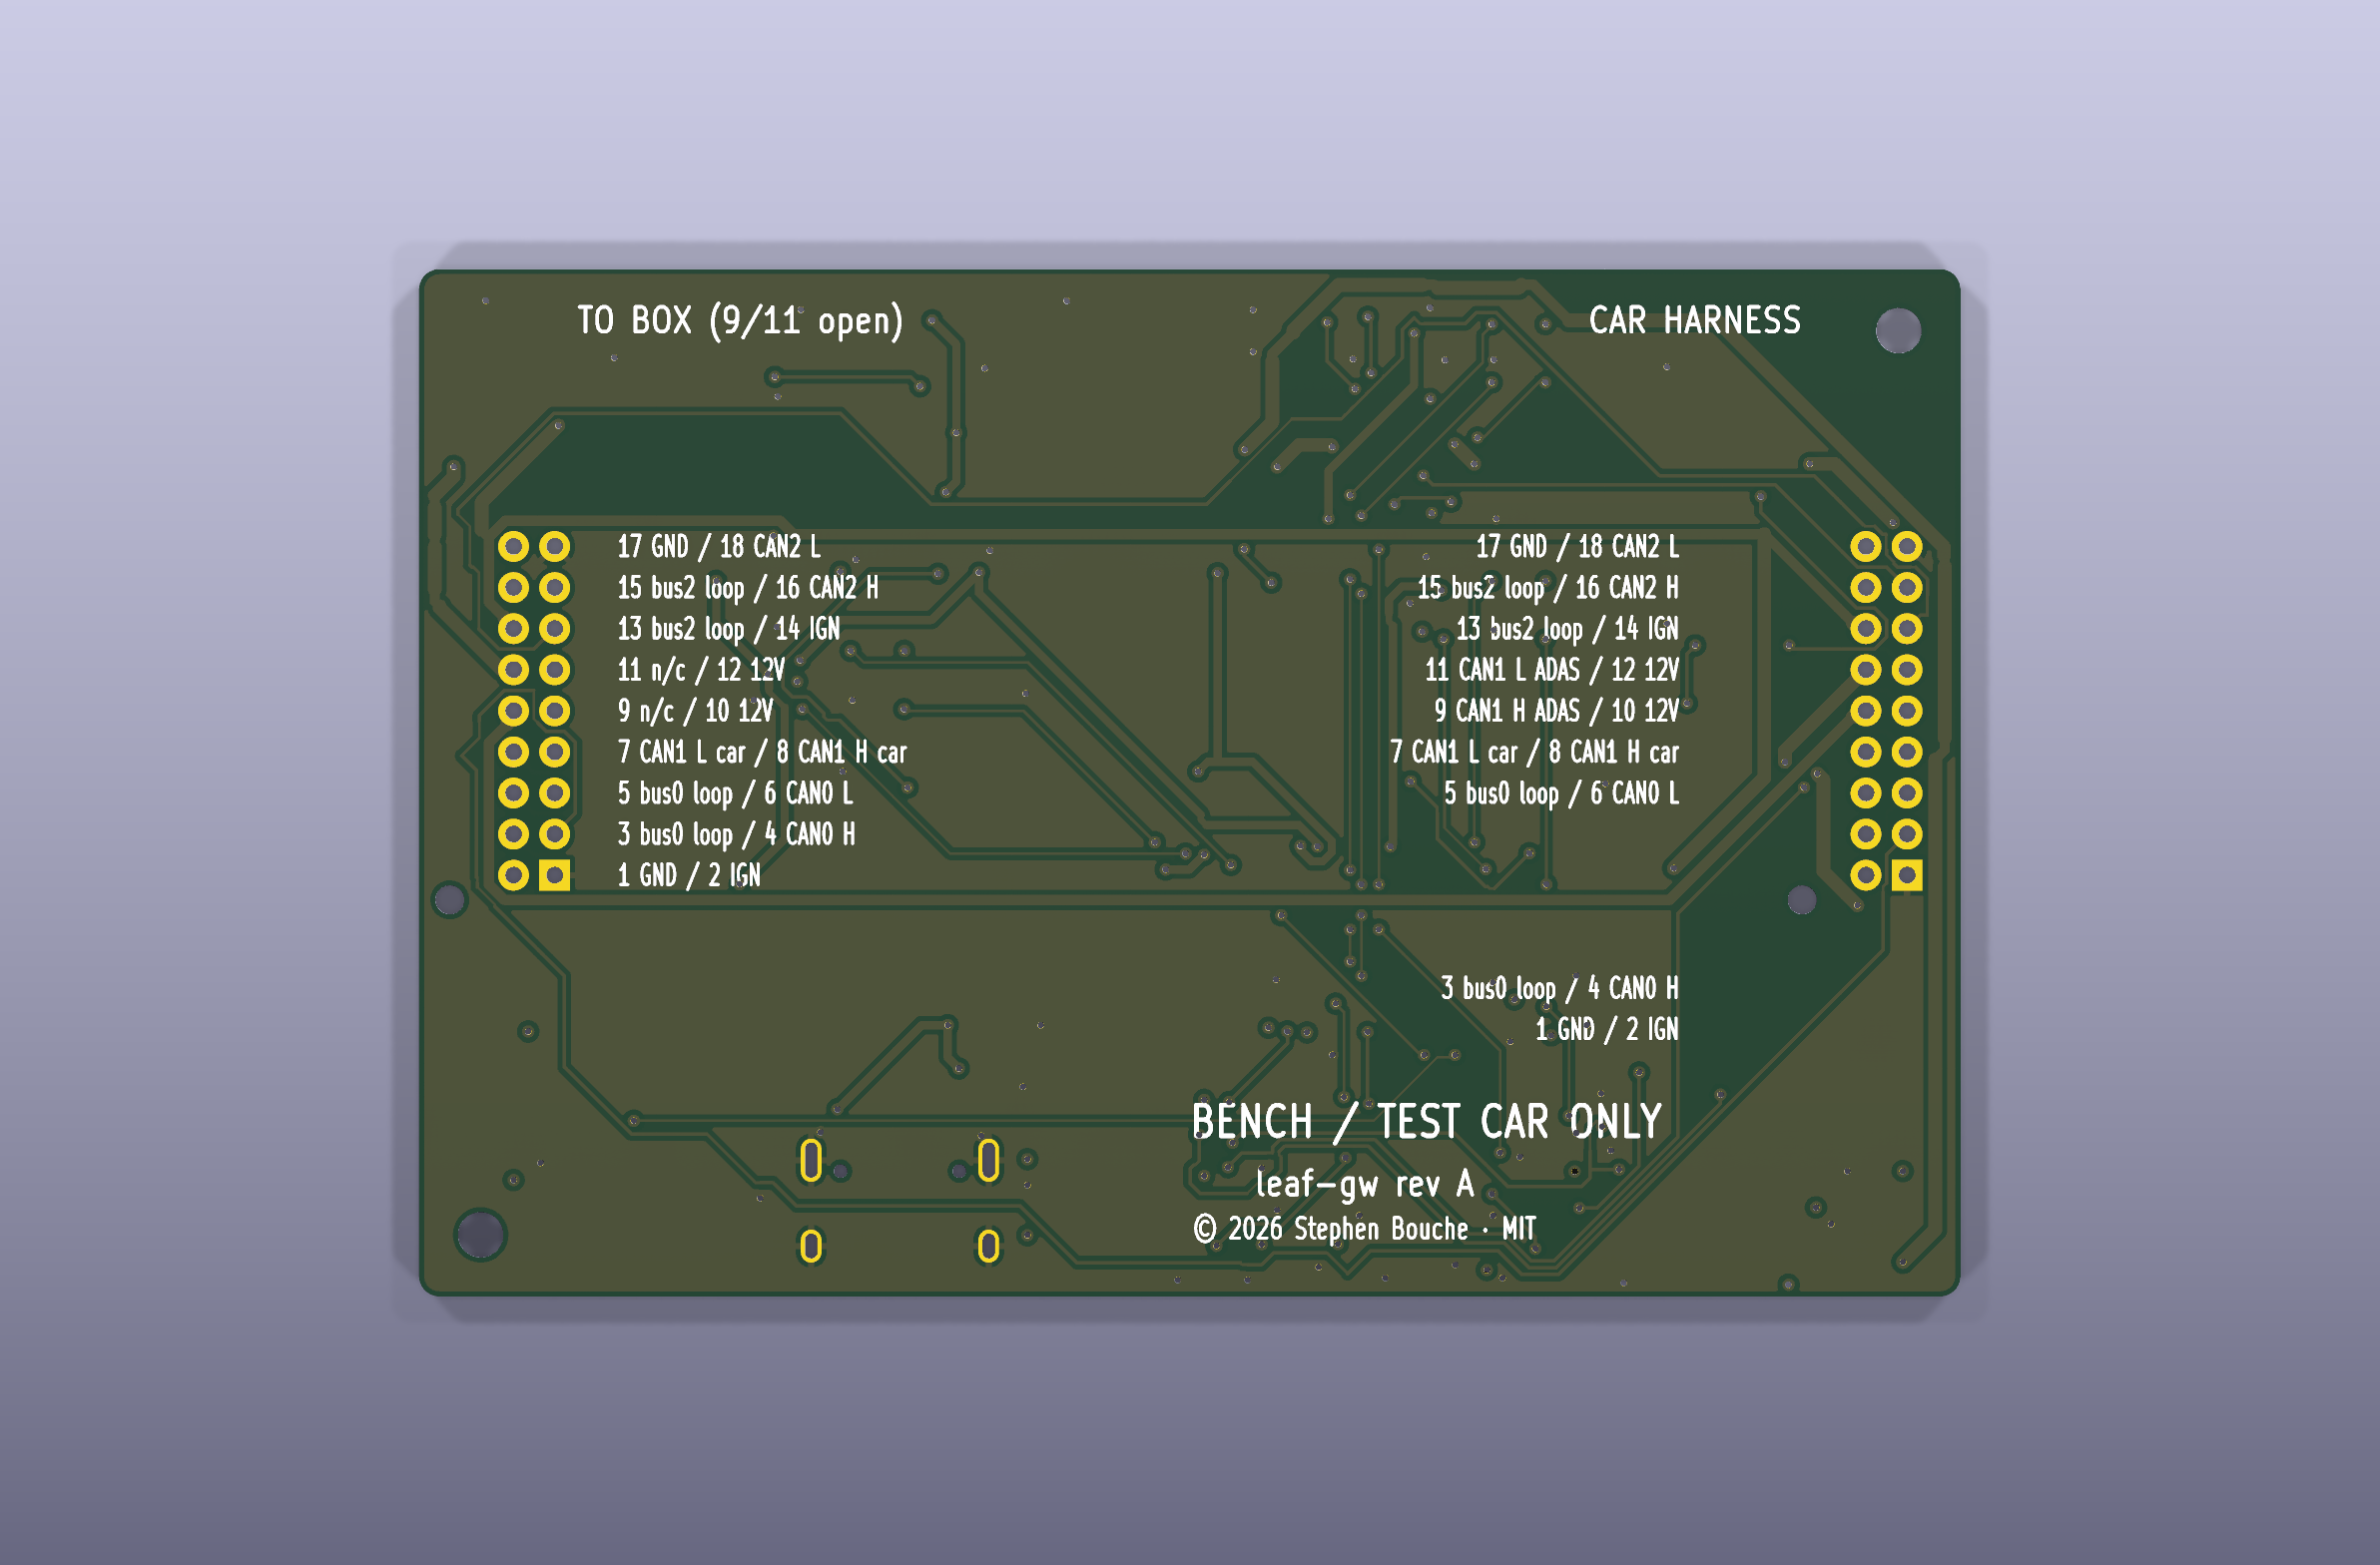 TO BOX (9/11 open)
CAR HARNESS
17 GND / 18 CAN2 L
15 bus2 loop / 16 CAN2 H
13 bus2 loop / 14 IGN
11 n/c / 12 12V
9 n/c / 10 12V
7 CAN1 L car / 8 CAN1 H car
5 bus0 loop / 6 CAN0 L
3 bus0 loop / 4 CAN0 H
1 GND / 2 IGN
17 GND / 18 CAN2 L
15 bus2 loop / 16 CAN2 H
13 bus2 loop / 14 IGN
11 CAN1 L ADAS / 12 12V
9 CAN1 H ADAS / 10 12V
7 CAN1 L car / 8 CAN1 H car
5 bus0 loop / 6 CAN0 L
3 bus0 loop / 4 CAN0 H
1 GND / 2 IGN
BENCH / TEST CAR ONLY
leaf-gw rev A
© 2026 Stephen Bouche · MIT